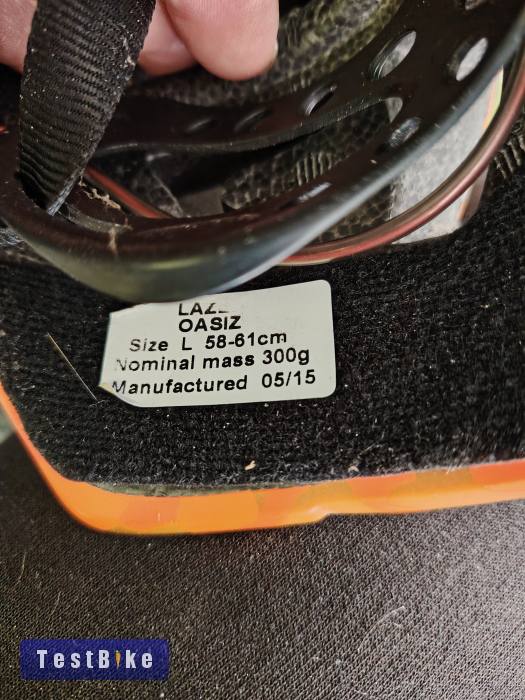 OASIZ
Size L 58-61cm
Nominal mass 300g
Manufactured 05/15
TestBike